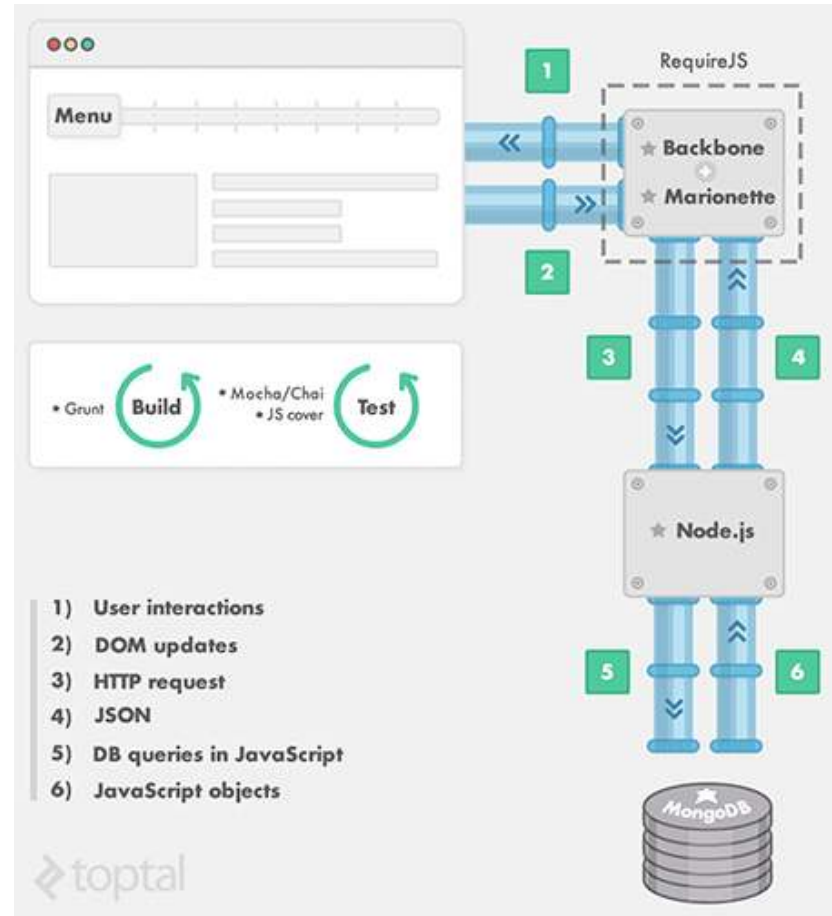 1
RequireJS
Menu
Backbone
Marionette
2
3
4
Grunt
Build
Mocha/Chai
JS cover
Test
Node.js
1) User interactions
2) DOM updates
3) HTTP request
4) JSON
5) DB queries in JavaScript
6) JavaScript objects
5
6
MongoDB
toptal